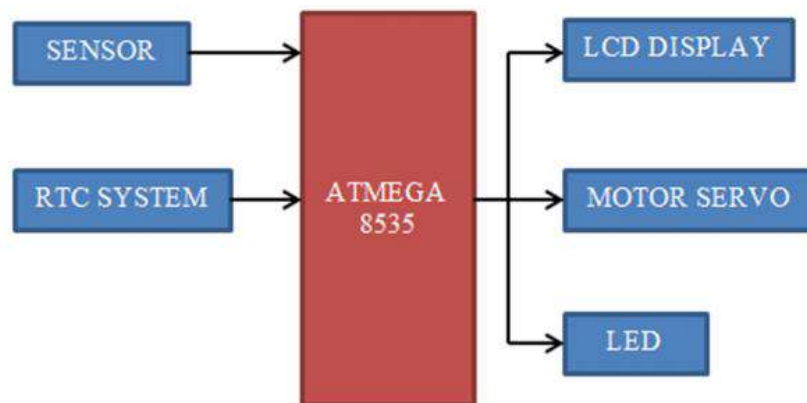 SENSOR
RTC SYSTEM
ATMEGA
8535
LCD DISPLAY
MOTOR SERVO
LED